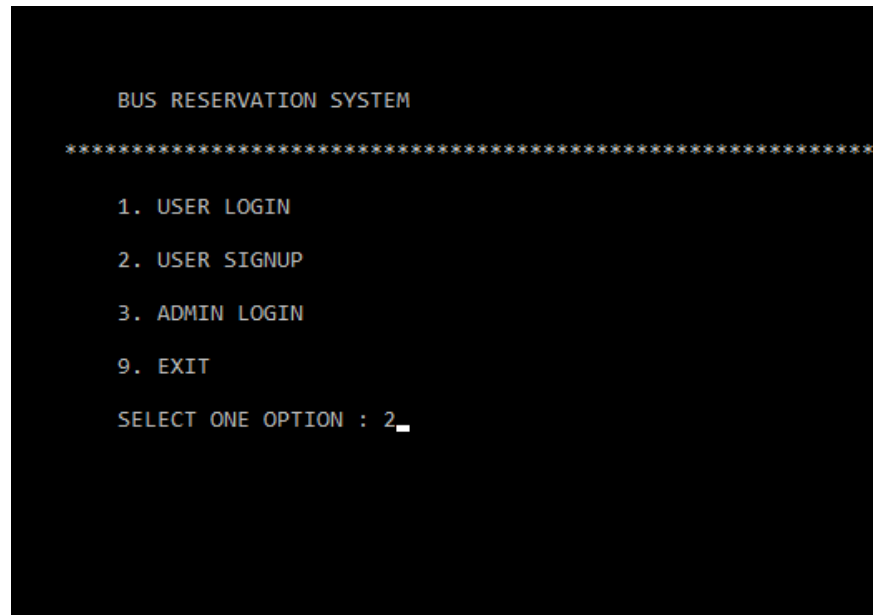 BUS RESERVATION SYSTEM
*************************************************************
1. USER LOGIN
2. USER SIGNUP
3. ADMIN LOGIN
9. EXIT
SELECT ONE OPTION : 2